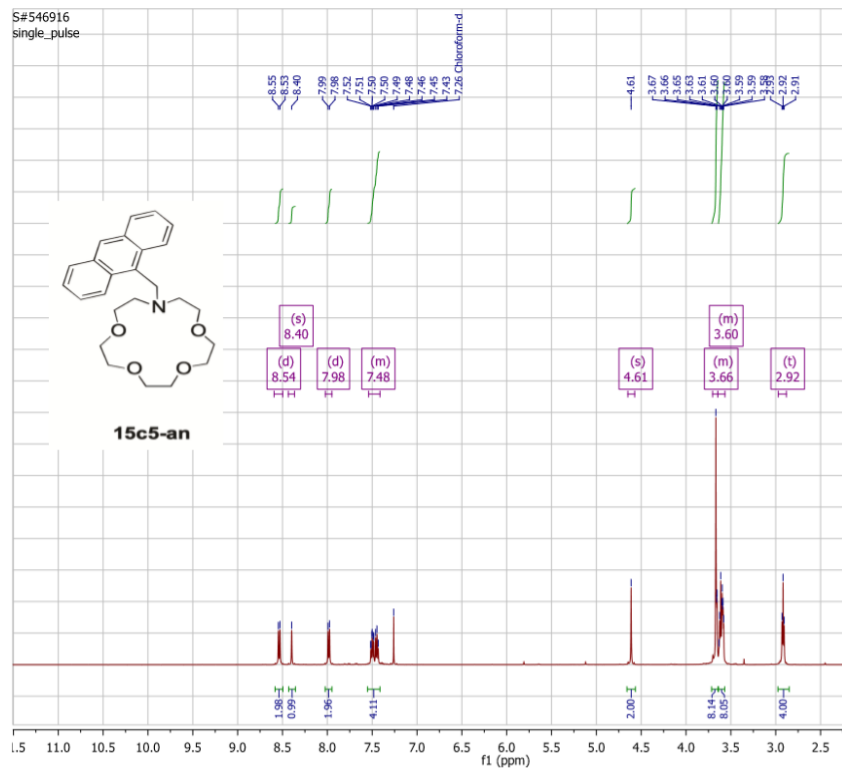 S#546916
single_pulse
8.55
8.53
8.40
7.99
7.98
7.52
7.51
7.50
7.50
7.49
7.48
7.46
7.45
7.43
7.26 Chloroform-d
4.61
3.67
3.66
3.65
3.63
3.61
3.60
3.60
3.59
3.59
3.58
2.93
2.92
2.91
N
O
O
O
O
15c5-an
(s)
8.40
(m)
3.60
(d)
8.54
(d)
7.98
(m)
7.48
(s)
4.61
(m)
3.66
(t)
2.92
1.98
0.99
1.96
4.11
2.00
8.14
8.05
4.00
1.5 11.0 10.5 10.0 9.5 9.0 8.5 8.0 7.5 7.0 6.5 6.0 5.5 5.0 4.5 4.0 3.5 3.0 2.5
f1 (ppm)